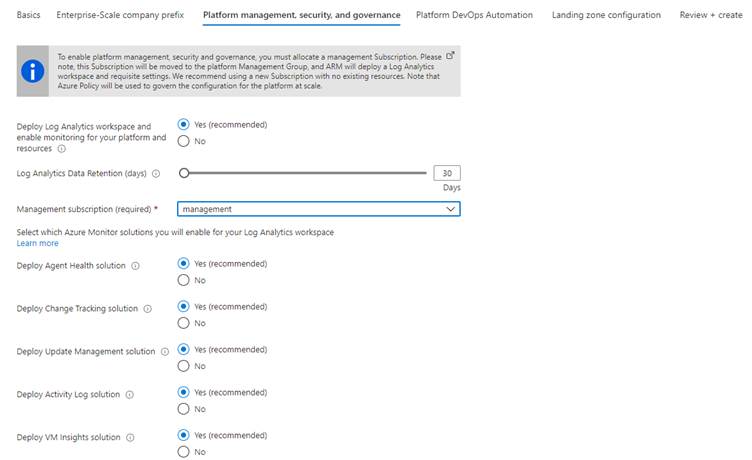 Basics Enterprise-Scale company prefix Platform management, security, and governance Platform DevOps Automation Landing zone configuration Review + create
To enable platform management, security and governance, you must allocate a management Subscription. Please
note, this Subscription will be moved to the platform Management Group, and ARM will deploy a Log Analytics
workspace and requisite settings. We recommend using a new Subscription with no existing resources. Note that
Azure Policy will be used to govern the configuration for the platform at scale.
Deploy Log Analytics workspace and
enable monitoring for your platform and
resources
Yes (recommended)
No
Log Analytics Data Retention (days)
30
Days
Management subscription (required) *
management
Select which Azure Monitor solutions you will enable for your Log Analytics workspace
Learn more
Deploy Agent Health solution
Yes (recommended)
No
Deploy Change Tracking solution
Yes (recommended)
No
Deploy Update Management solution
Yes (recommended)
No
Deploy Activity Log solution
Yes (recommended)
No
Deploy VM Insights solution
Yes (recommended)
No